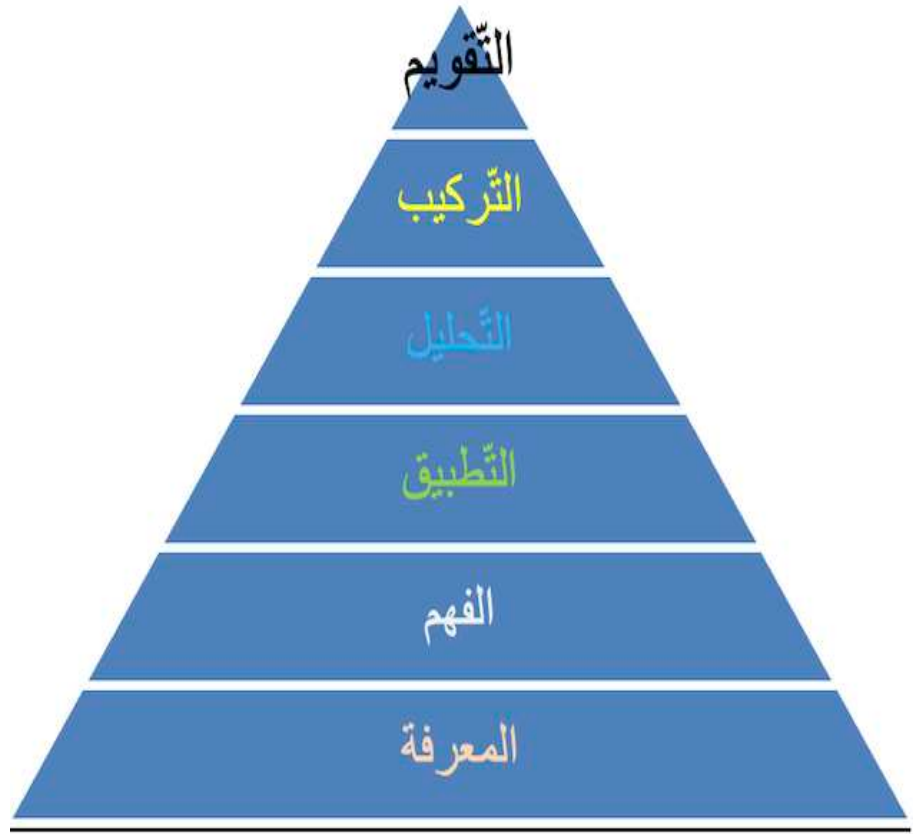 التّقويم
التّركيب
التّحليل
التّطبيق
الفهم
المعرفة